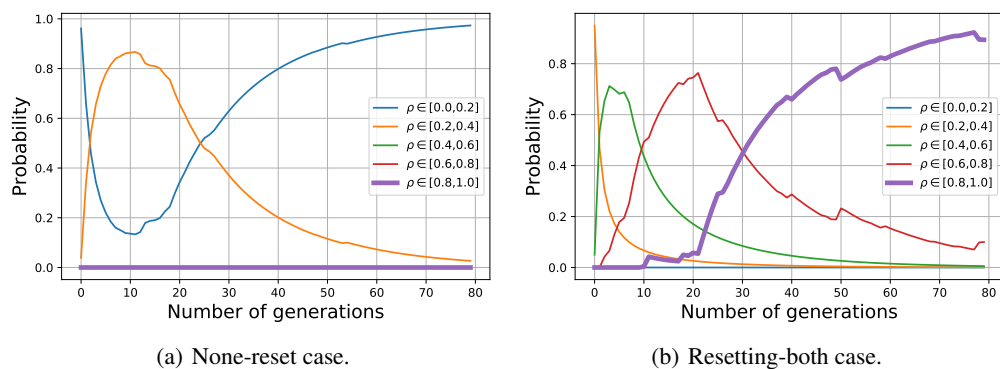 1.0
0.8
0.6
0.4
0.2
0.0
Probability
0 10 20 30 40 50 60 70 80
Number of generations
ρ∈[0.0,0.2]
ρ∈[0.2,0.4]
ρ∈[0.4,0.6]
ρ∈[0.6,0.8]
ρ∈[0.8,1.0]
(a) None-reset case.
0.8
0.6
0.4
0.2
0.0
Probability
0 10 20 30 40 50 60 70 80
Number of generations
ρ∈[0.0,0.2]
ρ∈[0.2,0.4]
ρ∈[0.4,0.6]
ρ∈[0.6,0.8]
ρ∈[0.8,1.0]
(b) Resetting-both case.